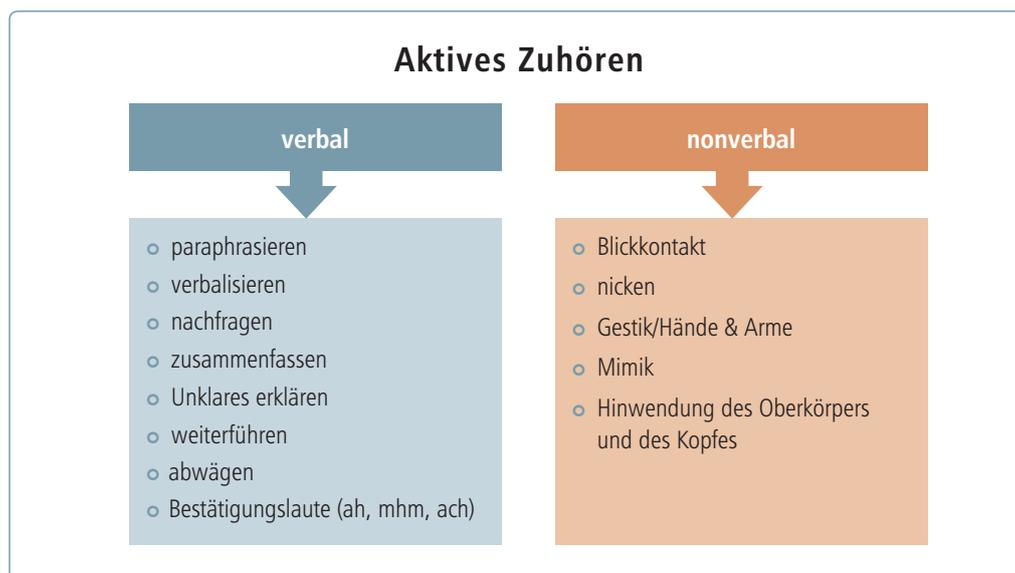 Aktives Zuhören
verbal
paraphrasieren
verbalisieren
nachfragen
zusammenfassen
Unklares erklären
weiterführen
abwägen
Bestätigungslaute (ah, mhm, ach)
nonverbal
Blickkontakt
nicken
Gestik/Hände & Arme
Mimik
Hinwendung des Oberkörpers
und des Kopfes